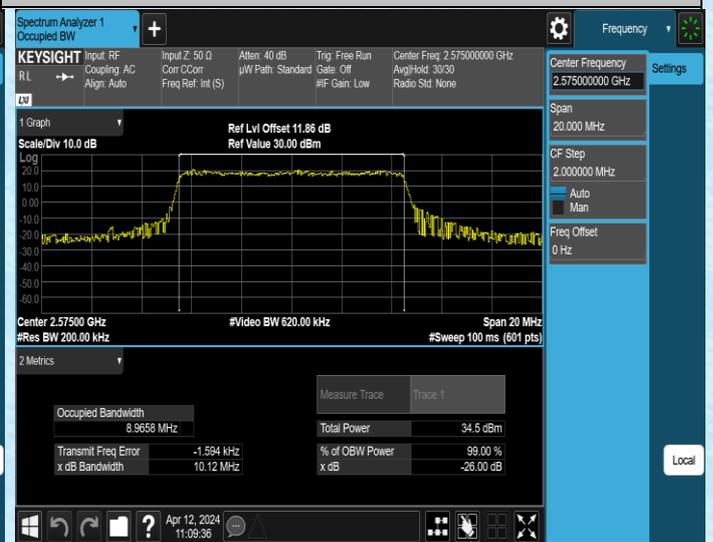 Spectrum Analyzer 1
Occupied BW
+
Frequency
KEYSIGHT Input: RF Input Z: 50 Ω Atten: 40 dB Trig: Free Run Center Freq: 2.575000000 GHz
RL Coupling: AC Corr CCorr µW Path: Standard Gate: Off Avg|Hold: 30/30
Align: Auto Freq Ref: Int (S) #IF Gain: Low Radio Std: None
LXI
Center Frequency
2.575000000 GHz
Settings
Span
20.000 MHz
CF Step
2.000000 MHz
Auto
Man
Freq Offset
0 Hz
Local
1 Graph
Ref Lvl Offset 11.86 dB
Scale/Div 10.0 dB Ref Value 30.00 dBm
Log
20.0
10.0
0.00
-10.0
-20.0
-30.0
-40.0
-50.0
-60.0
Center 2.57500 GHz #Video BW 620.00 kHz Span 20 MHz
#Res BW 200.00 kHz #Sweep 100 ms (601 pts)
2 Metrics
Measure Trace Trace 1
Occupied Bandwidth
8.9658 MHz Total Power 34.5 dBm
Transmit Freq Error -1.594 kHz % of OBW Power 99.00 %
x dB Bandwidth 10.12 MHz x dB -26.00 dB
? Apr 12, 2024
11:09:36